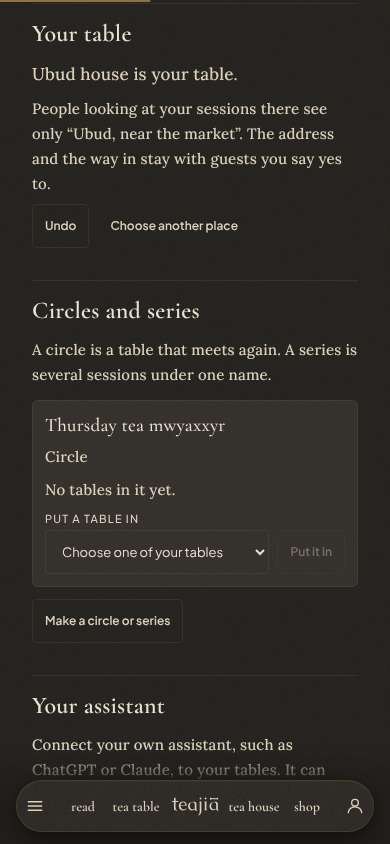 Your table
Ubud house is your table.
People looking at your sessions there see
only “Ubud, near the market”. The address
and the way in stay with guests you say yes
to.
Undo
Choose another place
Circles and series
A circle is a table that meets again. A series is
several sessions under one name.
Thursday tea mwyaxxyr
Circle
No tables in it yet.
PUT A TABLE IN
Choose one of your tables
Put it in
Make a circle or series
Your assistant
Connect your own assistant, such as
ChatGPT or Claude, to your tables. It can
read
tea table
teajiā
tea house
shop